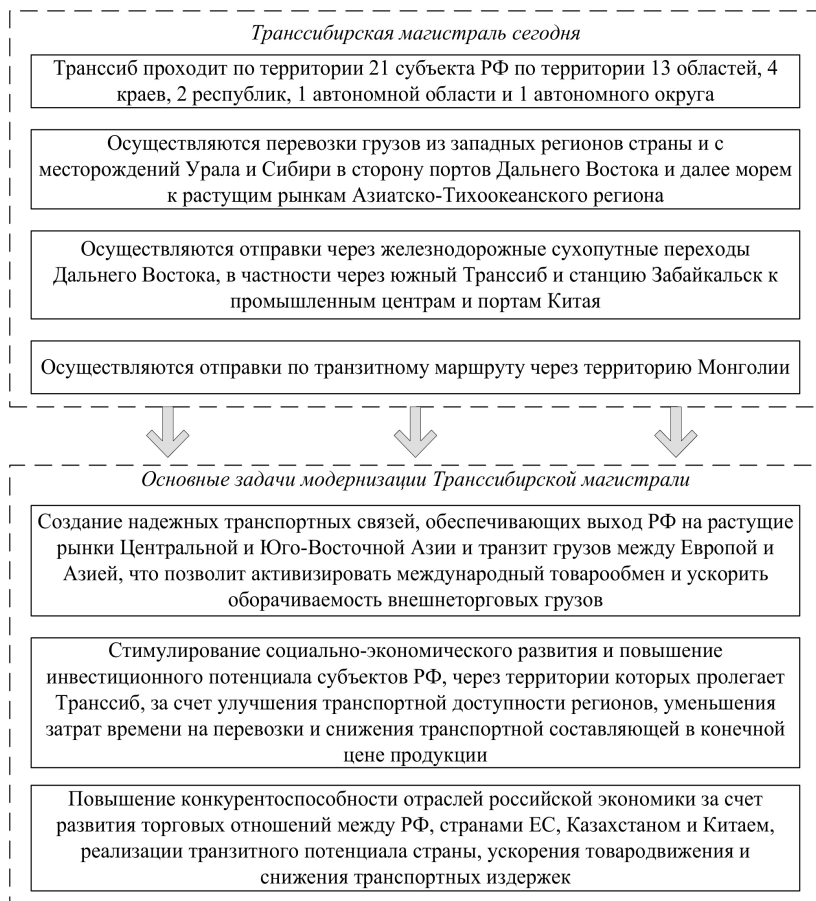 Транссибирская магистраль сегодня
Транссиб проходит по территории 21 субъекта РФ по территории 13 областей, 4
краев, 2 республик, 1 автономной области и 1 автономного округа
Осуществляются перевозки грузов из западных регионов страны и с
месторождений Урала и Сибири в сторону портов Дальнего Востока и далее морем
к растущим рынкам Азиатско-Тихоокеанского региона
Осуществляются отправки через железнодорожные сухопутные переходы
Дальнего Востока, в частности через южный Транссиб и станцию Забайкальск к
промышленным центрам и портам Китая
Осуществляются отправки по транзитному маршруту через территорию Монголии
Основные задачи модернизации Транссибирской магистрали
Создание надежных транспортных связей, обеспечивающих выход РФ на растущие
рынки Центральной и Юго-Восточной Азии и транзит грузов между Европой и
Азией, что позволит активизировать международный товарообмен и ускорить
оборачиваемость внешнеторговых грузов
Стимулирование социально-экономического развития и повышение
инвестиционного потенциала субъектов РФ, через территории которых пролегает
Транссиб, за счет улучшения транспортной доступности регионов, уменьшения
затрат времени на перевозки и снижения транспортной составляющей в конечной
цене продукции
Повышение конкурентоспособности отраслей российской экономики за счет
развития торговых отношений между РФ, странами ЕС, Казахстаном и Китаем,
реализации транзитного потенциала страны, ускорения товародвижения и
снижения транспортных издержек